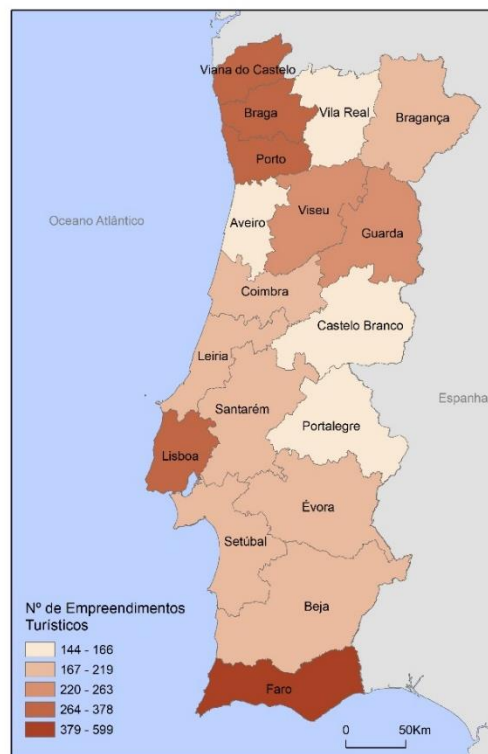 Viana do Castelo
Braga
Vila Real
Bragança
Porto
Oceano Atlântico
Aveiro
Viseu
Guarda
Coimbra
Castelo Branco
Leiria
Santarém
Espanha
Portalegre
Lisboa
Évora
Setúbal
Beja
Nº de Empreendimentos
Turísticos
144 - 166
167 - 219
220 - 263
264 - 378
379 - 599
Faro
0 50Km